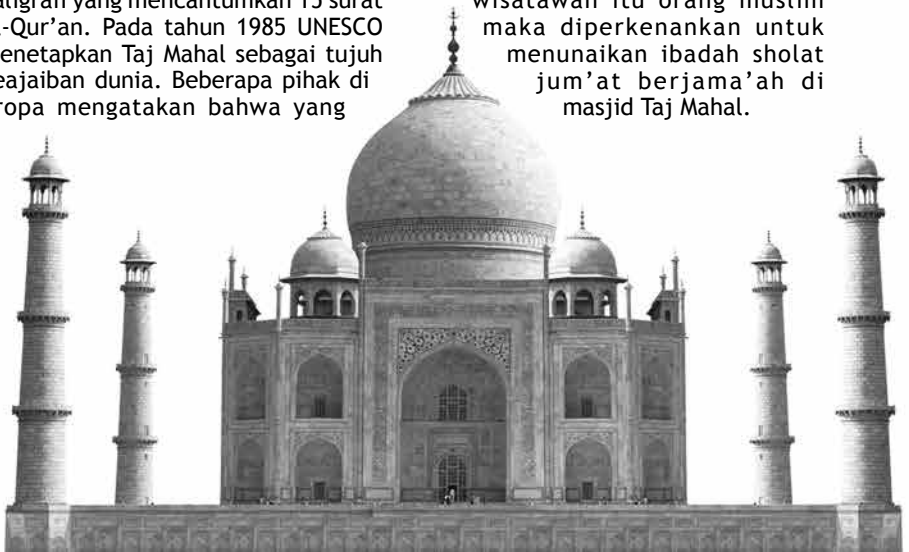 yang mencantumkan 15 surat
-Qur'an. Pada tahun 1985 UNESCO
enetapkan Taj Mahal sebagai tujuh
eajaiban dunia. Beberapa pihak di
ropa mengatakan bahwa yang
wisatawan itu orang muslim
maka diperkenankan untuk
menunaikan ibadah sholat
jum'at berjama'ah di
masjid Taj Mahal.